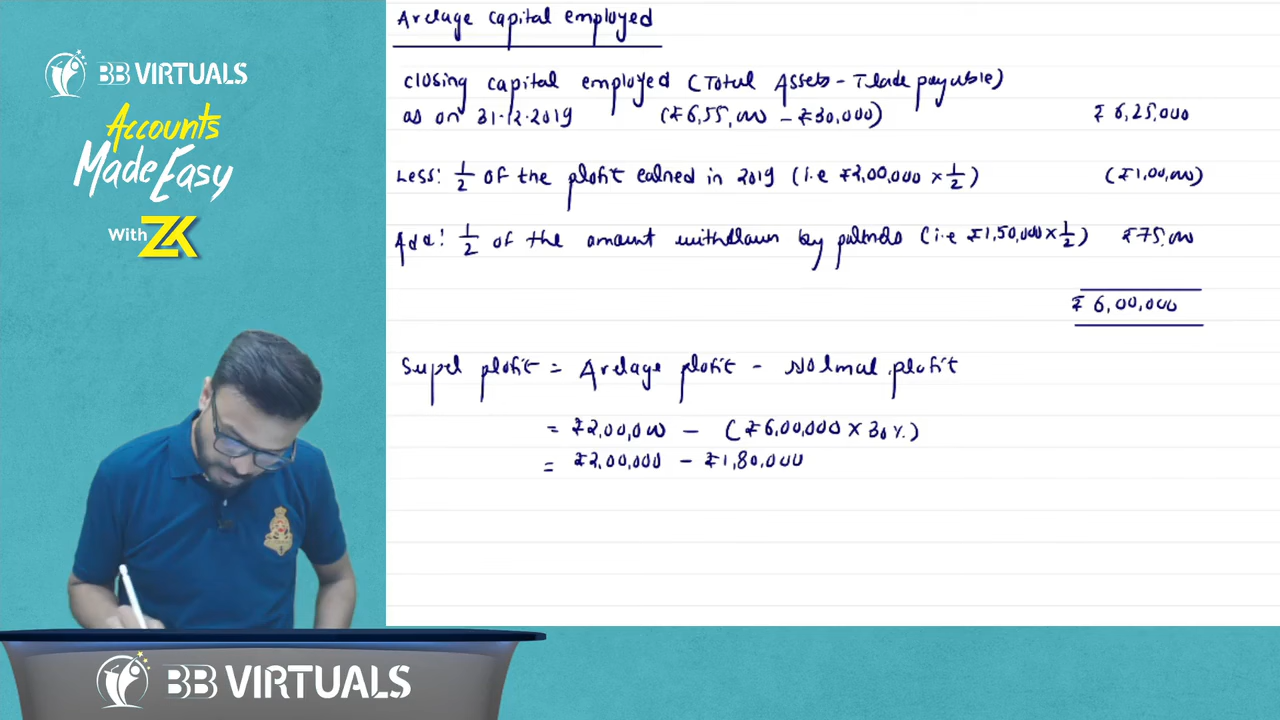 BB VIRTUALS
Accounts
Made Easy
With ZK
Average capital employed
Closing capital employed (Total Assets - Trade payable)
as on 31.12.2019 (₹6,55,000 - ₹30,000) ₹ 6,25,000
Less: 1/2 of the profit earned in 2019 (i.e ₹2,00,000 × 1/2) (₹1,00,000)
Add: 1/2 of the amount withdrawn by partners (i.e ₹1,50,000 × 1/2) ₹75,000
₹ 6,00,000
Super profit = Average profit - Normal profit
= ₹2,00,000 - (₹6,00,000 × 30%)
= ₹2,00,000 - ₹1,80,000
BB VIRTUALS